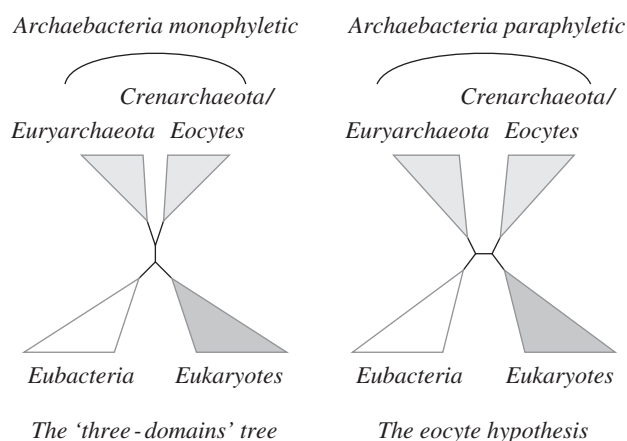 Archaebacteria monophyletic
Crenarchaeota/
Euryarchaeota Eocytes
Eubacteria Eukaryotes
The 'three-domains' tree
Archaebacteria paraphyletic
Crenarchaeota/
Euryarchaeota Eocytes
Eubacteria Eukaryotes
The eocyte hypothesis